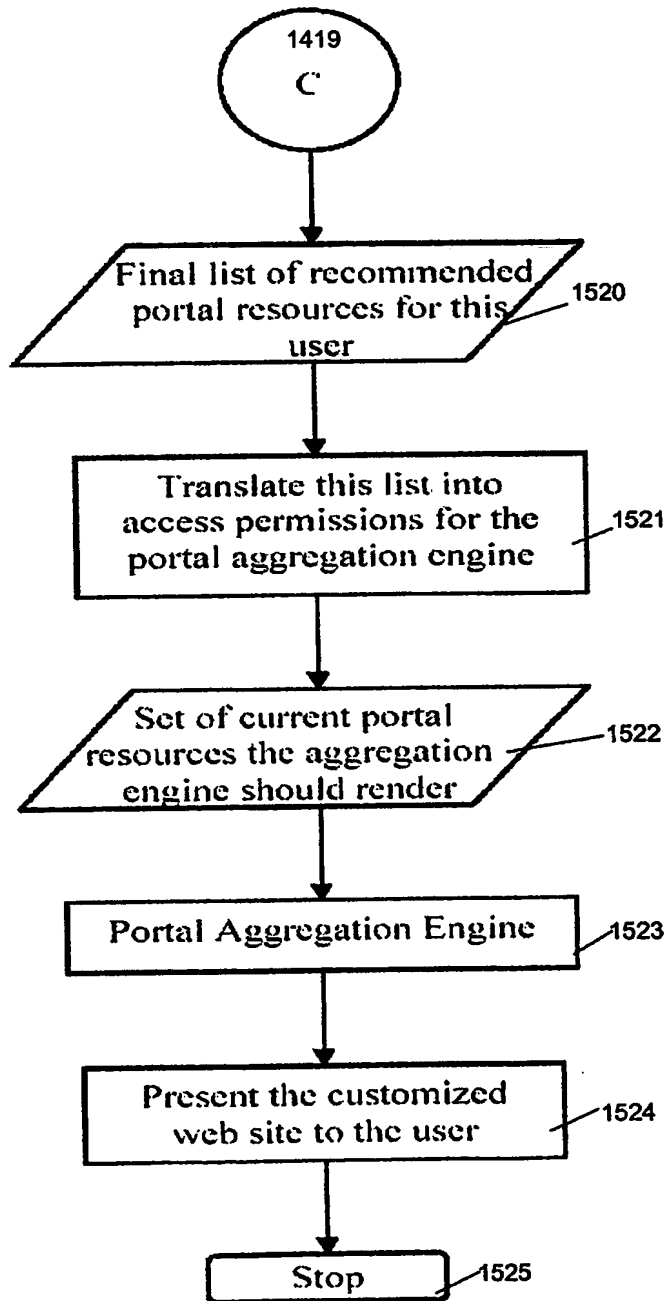 1419
C
Final list of recommended
portal resources for this
user
1520
Translate this list into
access permissions for the
portal aggregation engine
1521
Set of current portal
resources the aggregation
engine should render
1522
Portal Aggregation Engine
1523
Present the customized
web site to the user
1524
Stop
1525